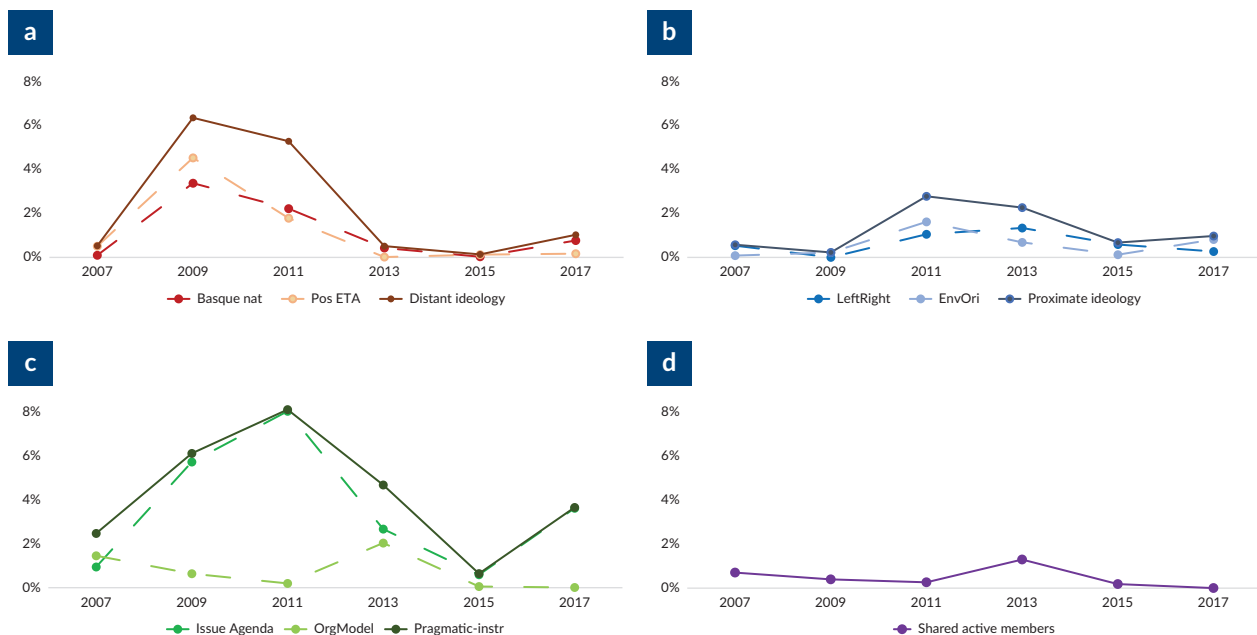 a
8%
6%
4%
2%
0%
2007 2009 2011 2013 2015 2017
Basque nat Pos ETA Distant ideology
b
8%
6%
4%
2%
0%
2007 2009 2011 2013 2015 2017
LeftRight EnvOri Proximate ideology
c
8%
6%
4%
2%
0%
2007 2009 2011 2013 2015 2017
Issue Agenda OrgModel Pragmatic-instr
d
8%
6%
4%
2%
0%
2007 2009 2011 2013 2015 2017
Shared active members